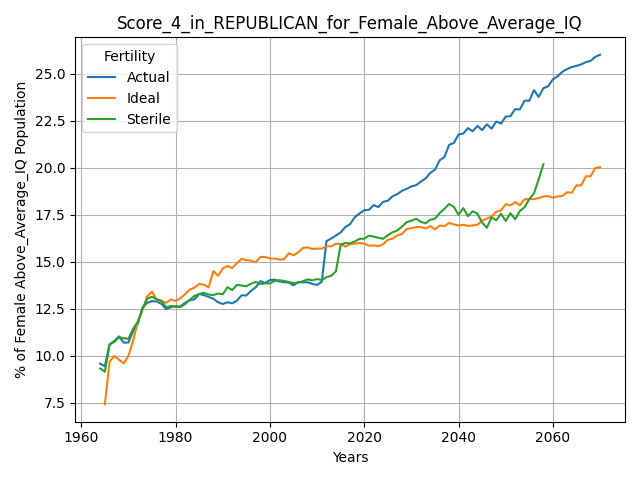 Score_4_in_REPUBLICAN_for_Female_Above_Average_IQ
Fertility
Actual
Ideal
Sterile
% of Female Above_Average_IQ Population
25.0
22.5
20.0
17.5
15.0
12.5
10.0
7.5
1960 1980 2000 2020 2040 2060
Years